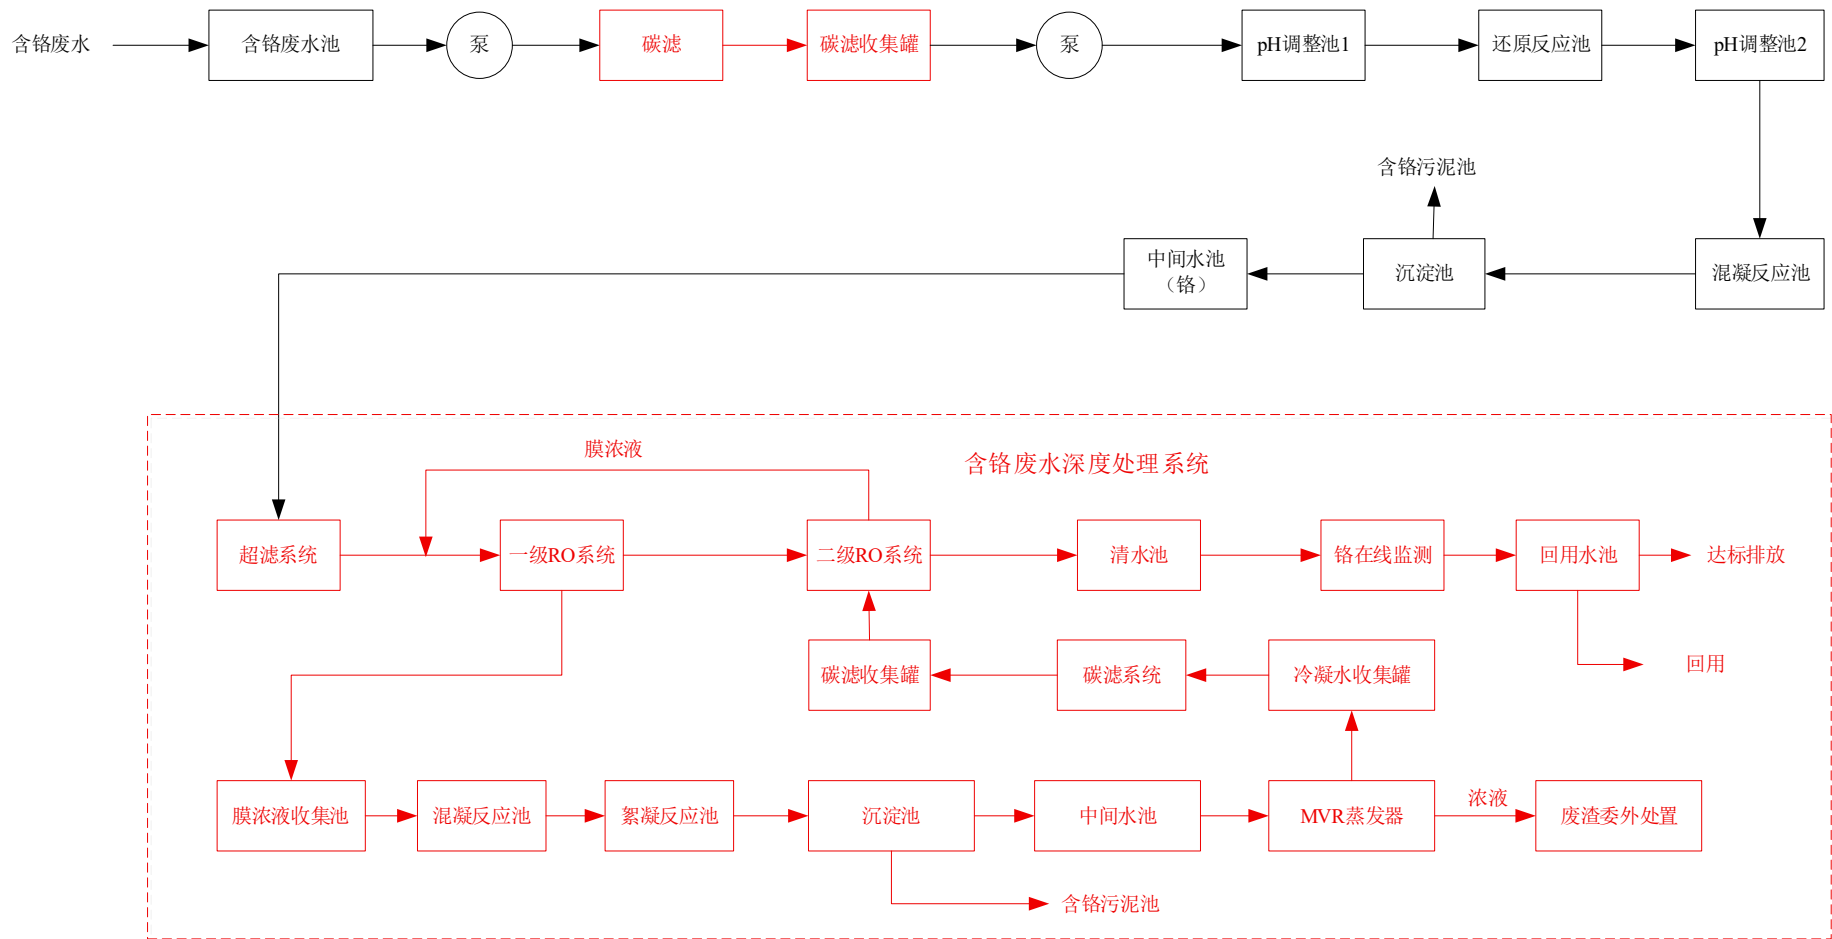 含铬废水
含铬废水池
泵
碳滤
碳滤收集罐
泵
pH调整池1
还原反应池
pH调整池2
含铬污泥池
中间水池
（铬）
沉淀池
混凝反应池
膜浓液
含铬废水深度处理系统
超滤系统
一级RO系统
二级RO系统
清水池
铬在线监测
回用水池
达标排放
碳滤收集罐
碳滤系统
冷凝水收集罐
回用
膜浓液收集池
混凝反应池
絮凝反应池
沉淀池
中间水池
MVR蒸发器
浓液
废渣委外处置
含铬污泥池